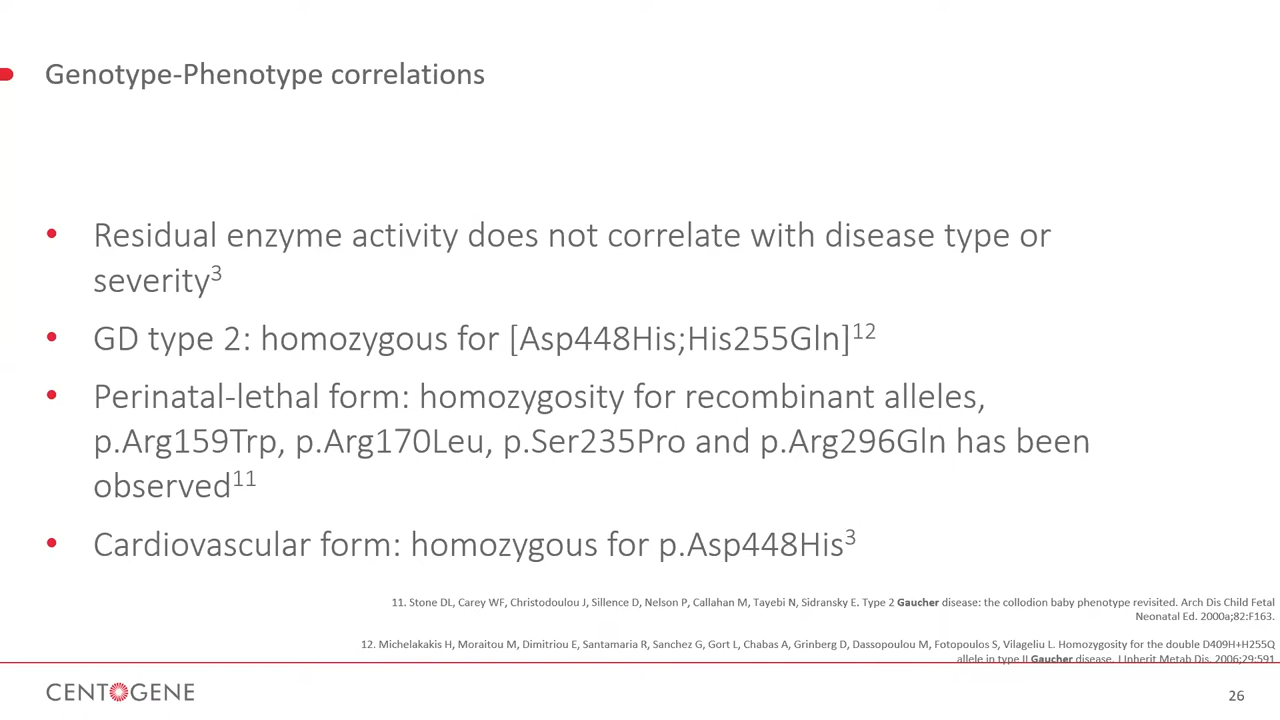 Genotype-Phenotype correlations
• Residual enzyme activity does not correlate with disease type or
severity³
• GD type 2: homozygous for [Asp448His;His255Gln]¹²
• Perinatal-lethal form: homozygosity for recombinant alleles,
p.Arg159Trp, p.Arg170Leu, p.Ser235Pro and p.Arg296Gln has been
observed¹¹
• Cardiovascular form: homozygous for p.Asp448His³
11. Stone DL, Carey WF, Christodoulou J, Sillence D, Nelson P, Callahan M, Tayebi N, Sidransky E. Type 2 Gaucher disease: the collodion baby phenotype revisited. Arch Dis Child Fetal
Neonatal Ed. 2000a;82:F163.
12. Michelakakis H, Moraitou M, Dimitriou E, Santamaria R, Sanchez G, Gort L, Chabas A, Grinberg D, Dassopoulou M, Fotopoulos S, Vilageliu L. Homozygosity for the double D409H+H255Q
allele in type II Gaucher disease. J Inherit Metab Dis. 2006;29:591
CENTOGENE
26